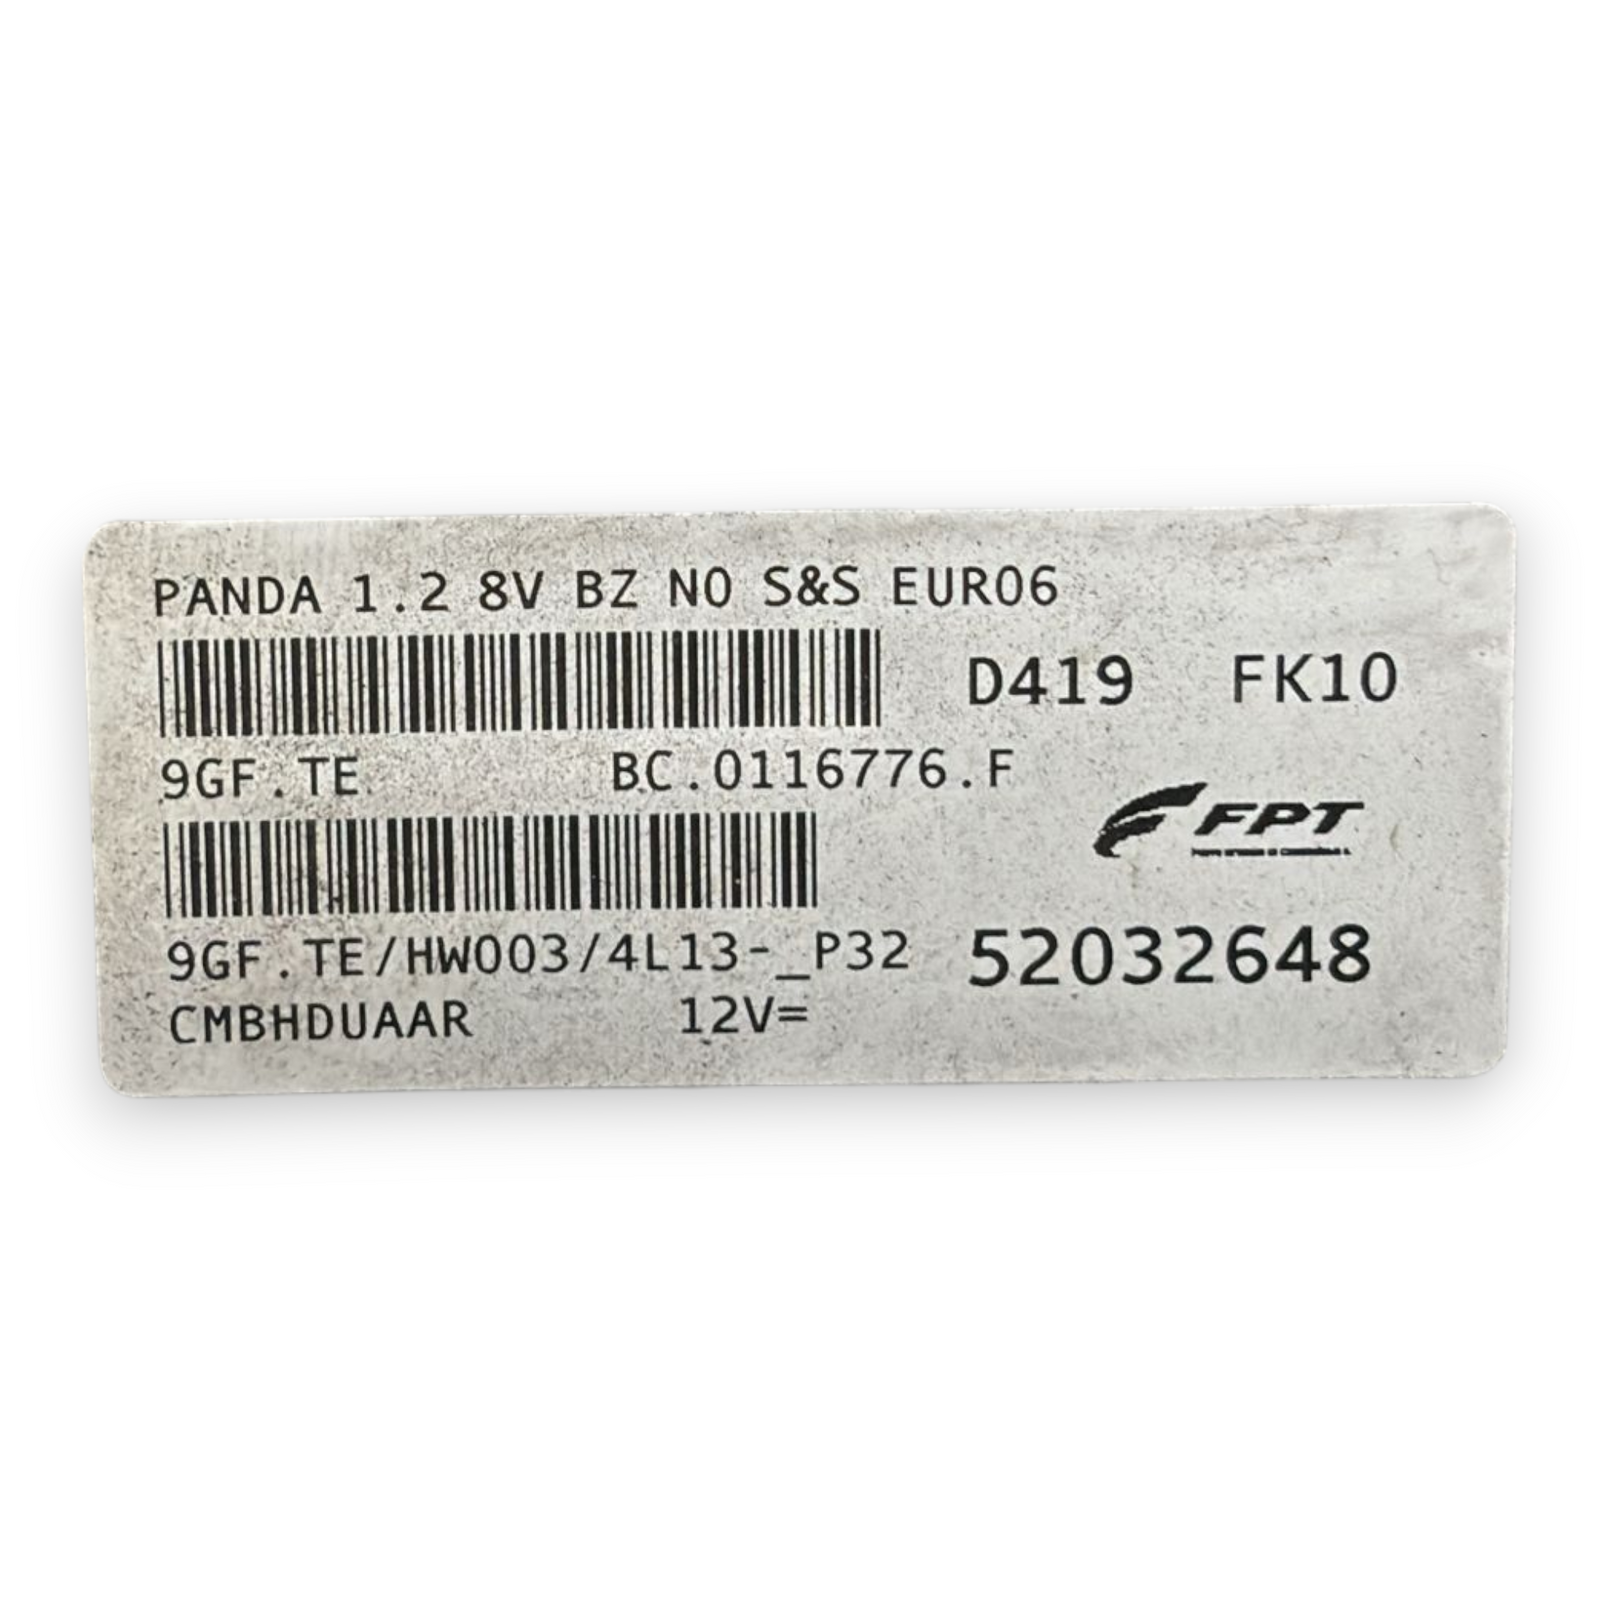 PANDA 1.2 8V BZ NO S&S EURO6
D419 FK10
9GF.TE BC.0116776.F
FPT
9GF.TE/HW003/4L13-_P32 52032648
CMBHDUAAR 12V=